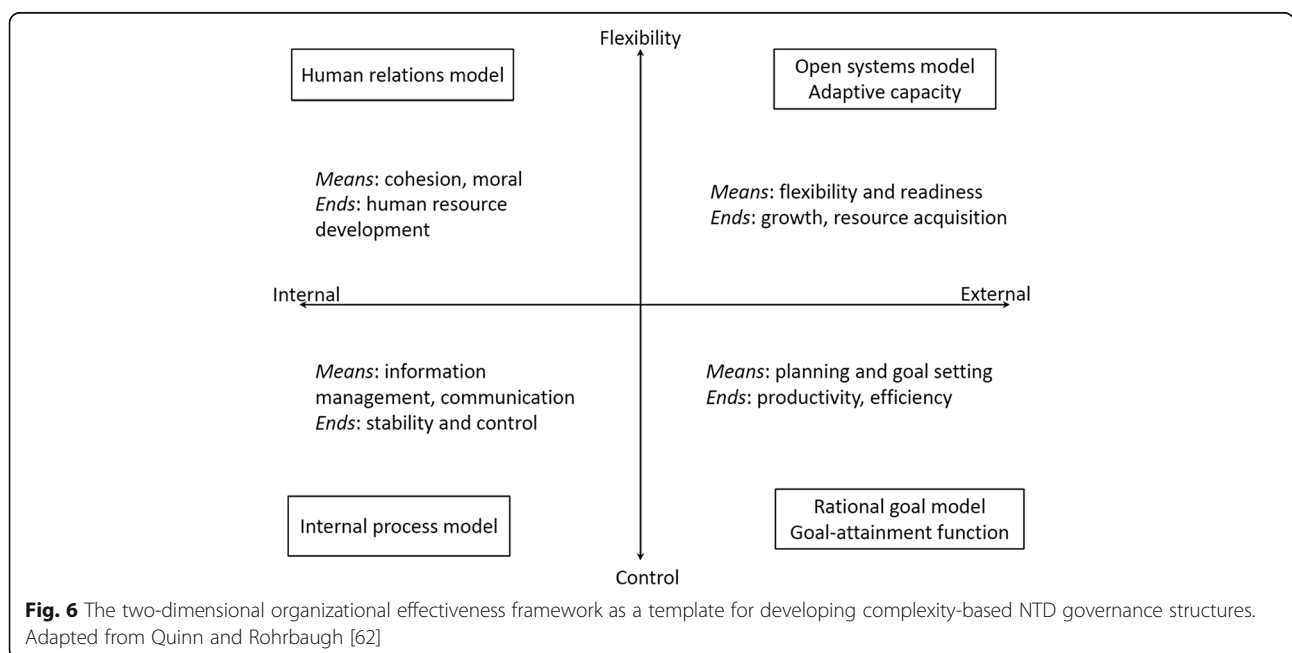 Flexibility
Human relations model
Open systems model
Adaptive capacity
Means: cohesion, moral
Ends: human resource
development
Means: flexibility and readiness
Ends: growth, resource acquisition
Internal
External
Means: information
management, communication
Ends: stability and control
Means: planning and goal setting
Ends: productivity, efficiency
Internal process model
Rational goal model
Goal-attainment function
Control
Fig. 6 The two-dimensional organizational effectiveness framework as a template for developing complexity-based NTD governance structures.
Adapted from Quinn and Rohrbaugh [62]